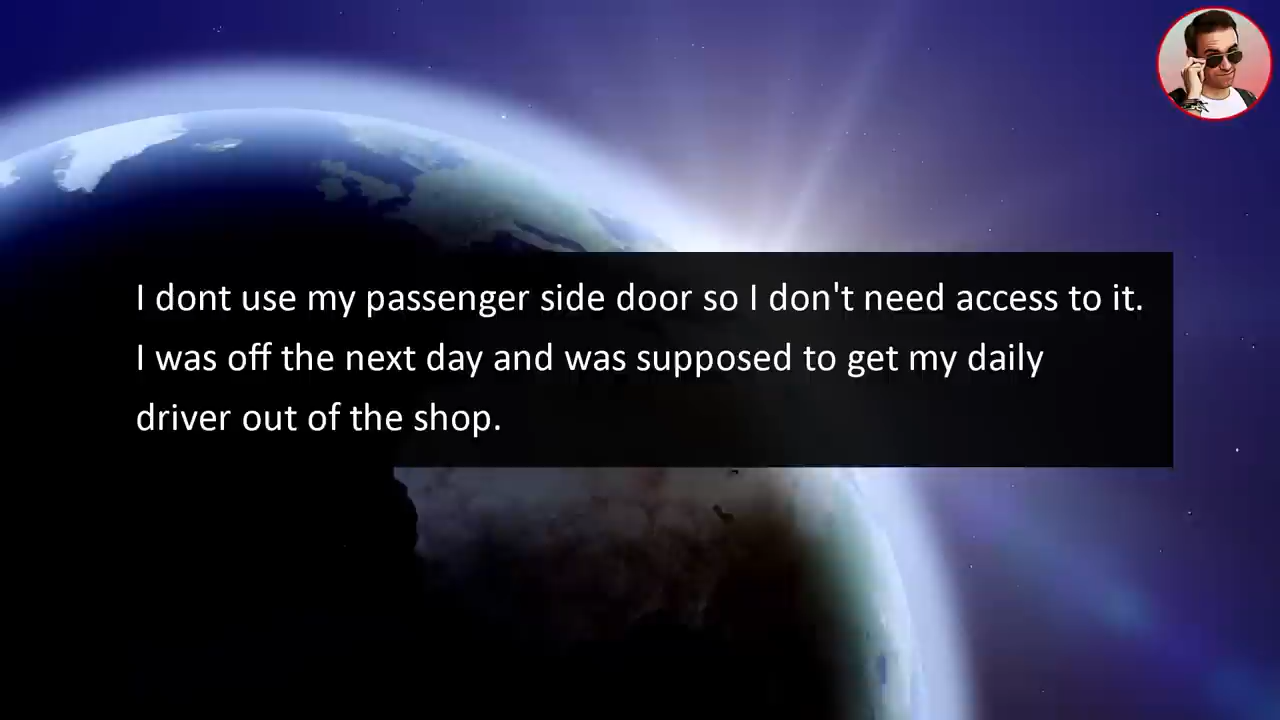 I dont use my passenger side door so I don't need access to it.
I was off the next day and was supposed to get my daily
driver out of the shop.